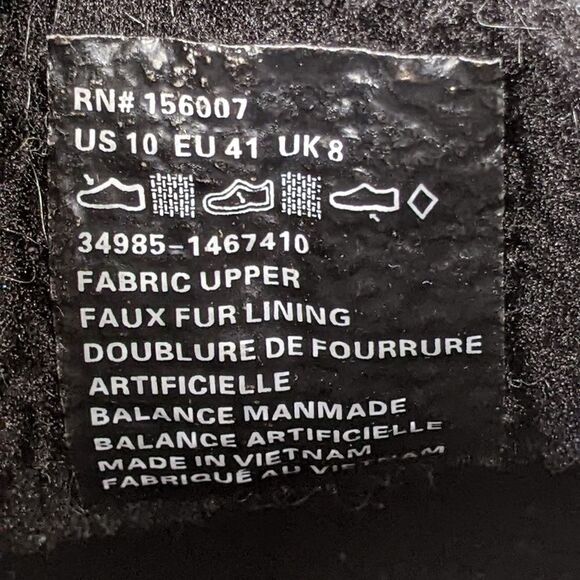 RN# 156007
US 10 EU 41 UK 8
34985-1467410
FABRIC UPPER
FAUX FUR LINING
DOUBLURE DE FOURRURE
ARTIFICIELLE
BALANCE MANMADE
BALANCE ARTIFICIELLE
MADE IN VIETNAM
FABRIQUÉ AU VIETNAM